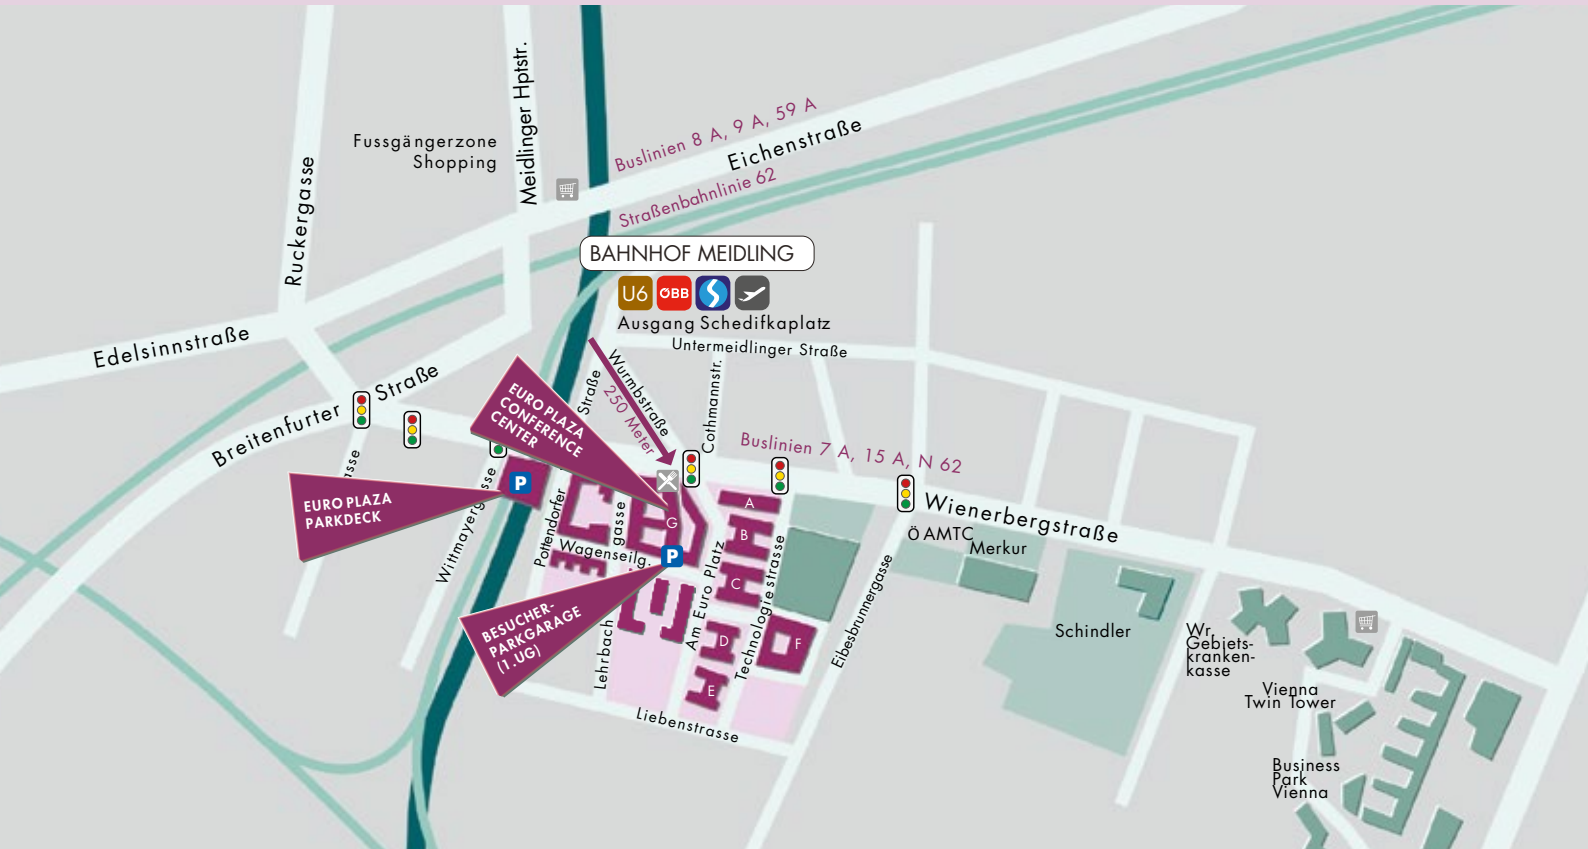 Meidlinger Hptstr.
Fussgängerzone
Shopping
Ruckergasse
Buslinien 8 A, 9 A, 59 A
Eichenstraße
Straßenbahnlinie 62
BAHNHOF MEIDLING
U6
ÖBB
S
Ausgang Schedifkaplatz
Untermeidlinger Straße
Edelsinnstraße
Breitenfurter Straße
Wurmbstraße
250 Meter
Straße
Cothmannstr.
Buslinien 7 A, 15 A, N 62
EURO PLAZA
CONFERENCE
CENTER
EURO PLAZA
PARKDECK
P
asse
Wittmayergasse
Pottendorfer
gasse
Wagenseilg.
G
P
A
B
C
D
E
F
Am Euro Platz
Technologiestrasse
BESUCHER-
PARKGARAGE
(1.UG)
Lehrbach
Liebenstrasse
Eibesbrunnergasse
Wienerbergstraße
ÖAMTC
Merkur
Schindler
Wr.
Gebiets-
kranken-
kasse
Vienna
Twin Tower
Business
Park
Vienna